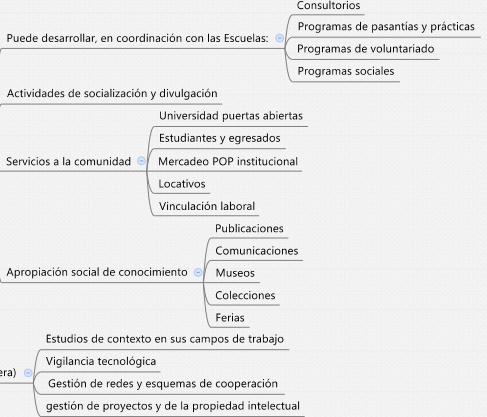 Consultorios
Programas de pasantías y prácticas
Puede desarrollar, en coordinación con las Escuelas:
Programas de voluntariado
Programas sociales
Actividades de socialización y divulgación
Universidad puertas abiertas
Estudiantes y egresados
Servicios a la comunidad
Mercadeo POP institucional
Locativos
Vinculación laboral
Publicaciones
Comunicaciones
Apropiación social de conocimiento
Museos
Colecciones
Ferias
Estudios de contexto en sus campos de trabajo
Vigilancia tecnológica
era)
Gestión de redes y esquemas de cooperación
gestión de proyectos y de la propiedad intelectual